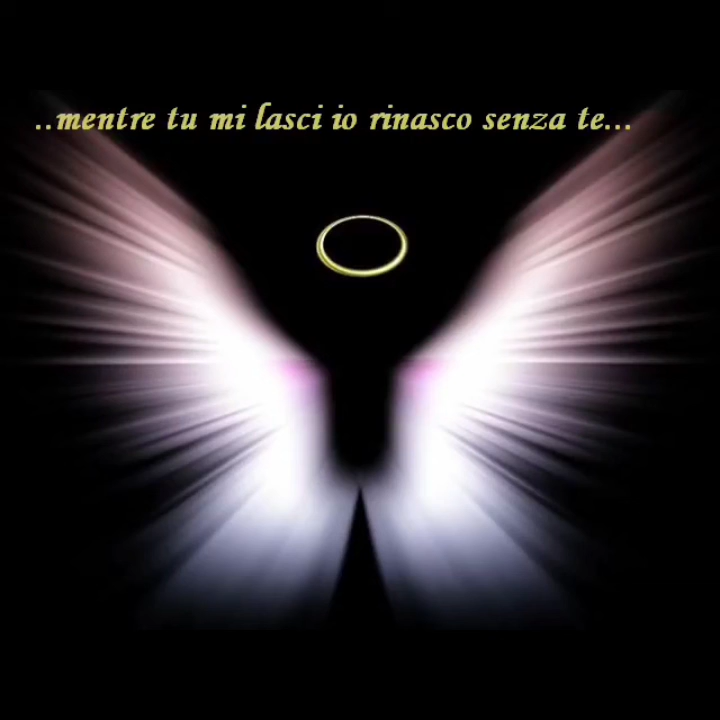 ..mentre tu mi lasci io rinasco senza te...